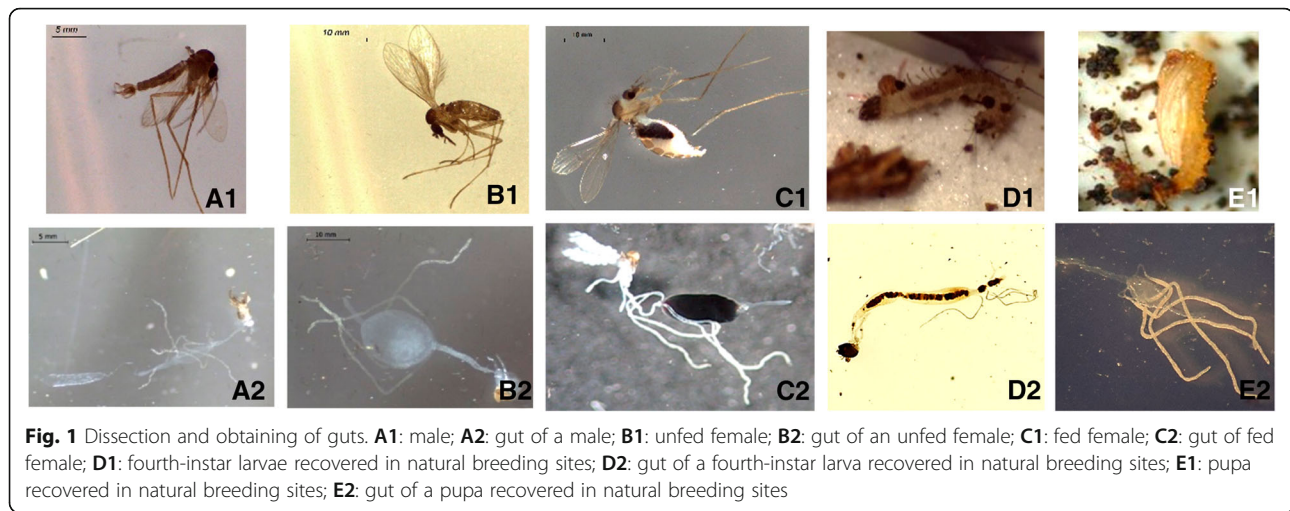 5 mm
10 mm
10 mm
A1
B1
C1
D1
E1
5 mm
10 mm
A2
B2
C2
D2
E2
Fig. 1 Dissection and obtaining of guts. A1: male; A2: gut of a male; B1: unfed female; B2: gut of an unfed female; C1: fed female; C2: gut of fed
female; D1: fourth-instar larvae recovered in natural breeding sites; D2: gut of a fourth-instar larva recovered in natural breeding sites; E1: pupa
recovered in natural breeding sites; E2: gut of a pupa recovered in natural breeding sites